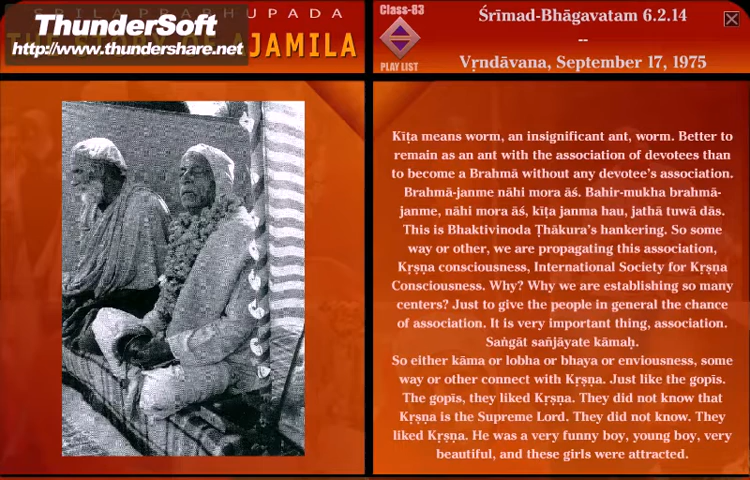 SRILA PRABHUPADA
THE STORY OF AJAMILA
ThunderSoft
http://www.thundershare.net
Class-83
PLAY LIST
Śrīmad-Bhāgavatam 6.2.14
--
Vṛndāvana, September 17, 1975
Kīṭa means worm, an insignificant ant, worm. Better to
remain as an ant with the association of devotees than
to become a Brahmā without any devotee's association.
Brahmā-janme nāhi mora āś. Bahir-mukha brahmā-
janme, nāhi mora āś, kīṭa janma hau, jathā tuwā dās.
This is Bhaktivinoda Ṭhākura's hankering. So some
way or other, we are propagating this association,
Kṛṣṇa consciousness, International Society for Kṛṣṇa
Consciousness. Why? Why we are establishing so many
centers? Just to give the people in general the chance
of association. It is very important thing, association.
Saṅgāt sañjāyate kāmaḥ.
So either kāma or lobha or bhaya or enviousness, some
way or other connect with Kṛṣṇa. Just like the gopīs.
The gopīs, they liked Kṛṣṇa. They did not know that
Kṛṣṇa is the Supreme Lord. They did not know. They
liked Kṛṣṇa. He was a very funny boy, young boy, very
beautiful, and these girls were attracted.